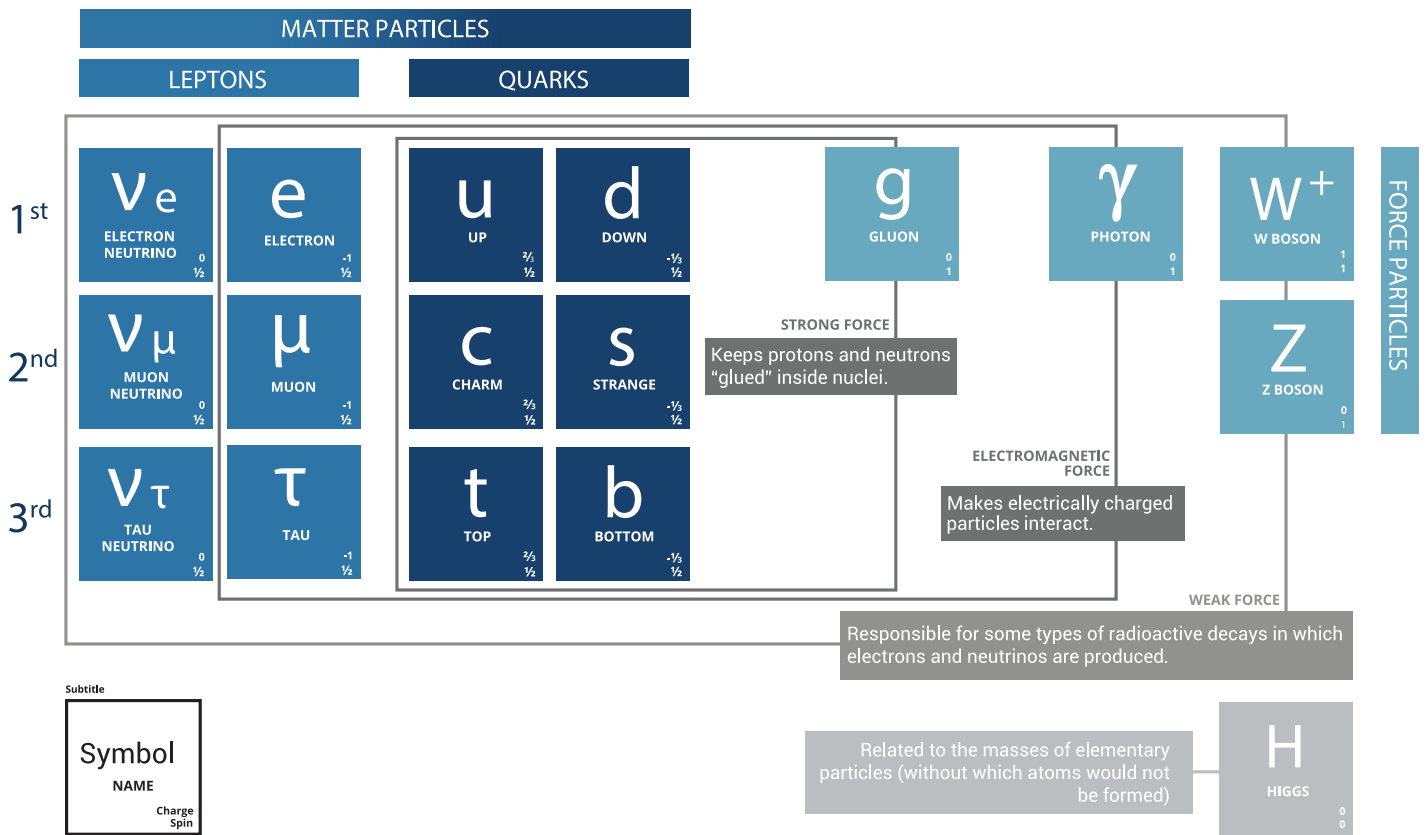 MATTER PARTICLES
LEPTONS
QUARKS
1st
ν e
ELECTRON
NEUTRINO
0
½
e
ELECTRON
-1
½
u
UP
⅔
½
d
DOWN
-⅓
½
g
GLUON
0
1
γ
PHOTON
0
1
W+
W BOSON
1
1
FORCE PARTICLES
2nd
ν μ
MUON
NEUTRINO
0
½
μ
MUON
-1
½
c
CHARM
⅔
½
s
STRANGE
-⅓
½
STRONG FORCE
Keeps protons and neutrons
“glued” inside nuclei.
Z
Z BOSON
0
1
3rd
ν τ
TAU
NEUTRINO
0
½
τ
TAU
-1
½
t
TOP
⅔
½
b
BOTTOM
-⅓
½
ELECTROMAGNETIC
FORCE
Makes electrically charged
particles interact.
WEAK FORCE
Responsible for some types of radioactive decays in which
electrons and neutrinos are produced.
Subtitle
Symbol
NAME
Charge
Spin
Related to the masses of elementary
particles (without which atoms would not
be formed)
H
HIGGS
0
0